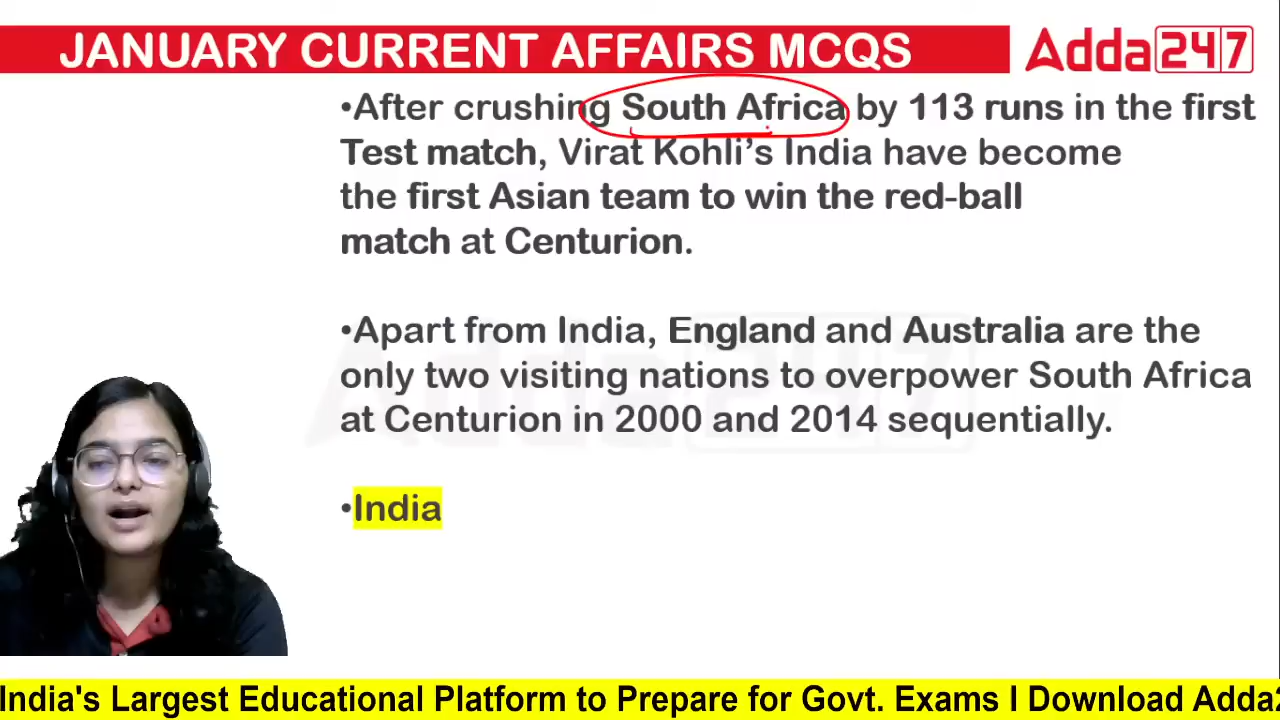 JANUARY CURRENT AFFAIRS MCQS
Adda247
•After crushing South Africa by 113 runs in the first
Test match, Virat Kohli’s India have become
the first Asian team to win the red-ball
match at Centurion.
•Apart from India, England and Australia are the
only two visiting nations to overpower South Africa
at Centurion in 2000 and 2014 sequentially.
•India
India's Largest Educational Platform to Prepare for Govt. Exams I Download Adda2